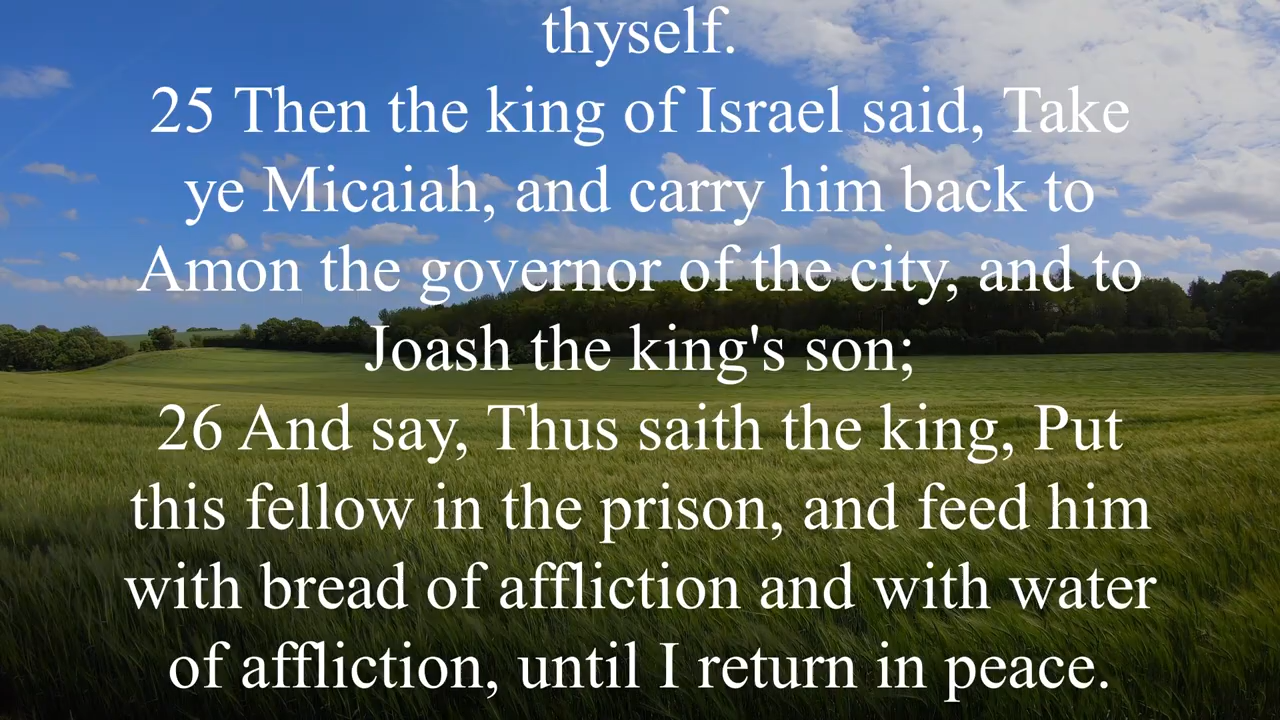 thyself.
25 Then the king of Israel said, Take
ye Micaiah, and carry him back to
Amon the governor of the city, and to
Joash the king's son;
26 And say, Thus saith the king, Put
this fellow in the prison, and feed him
with bread of affliction and with water
of affliction, until I return in peace.